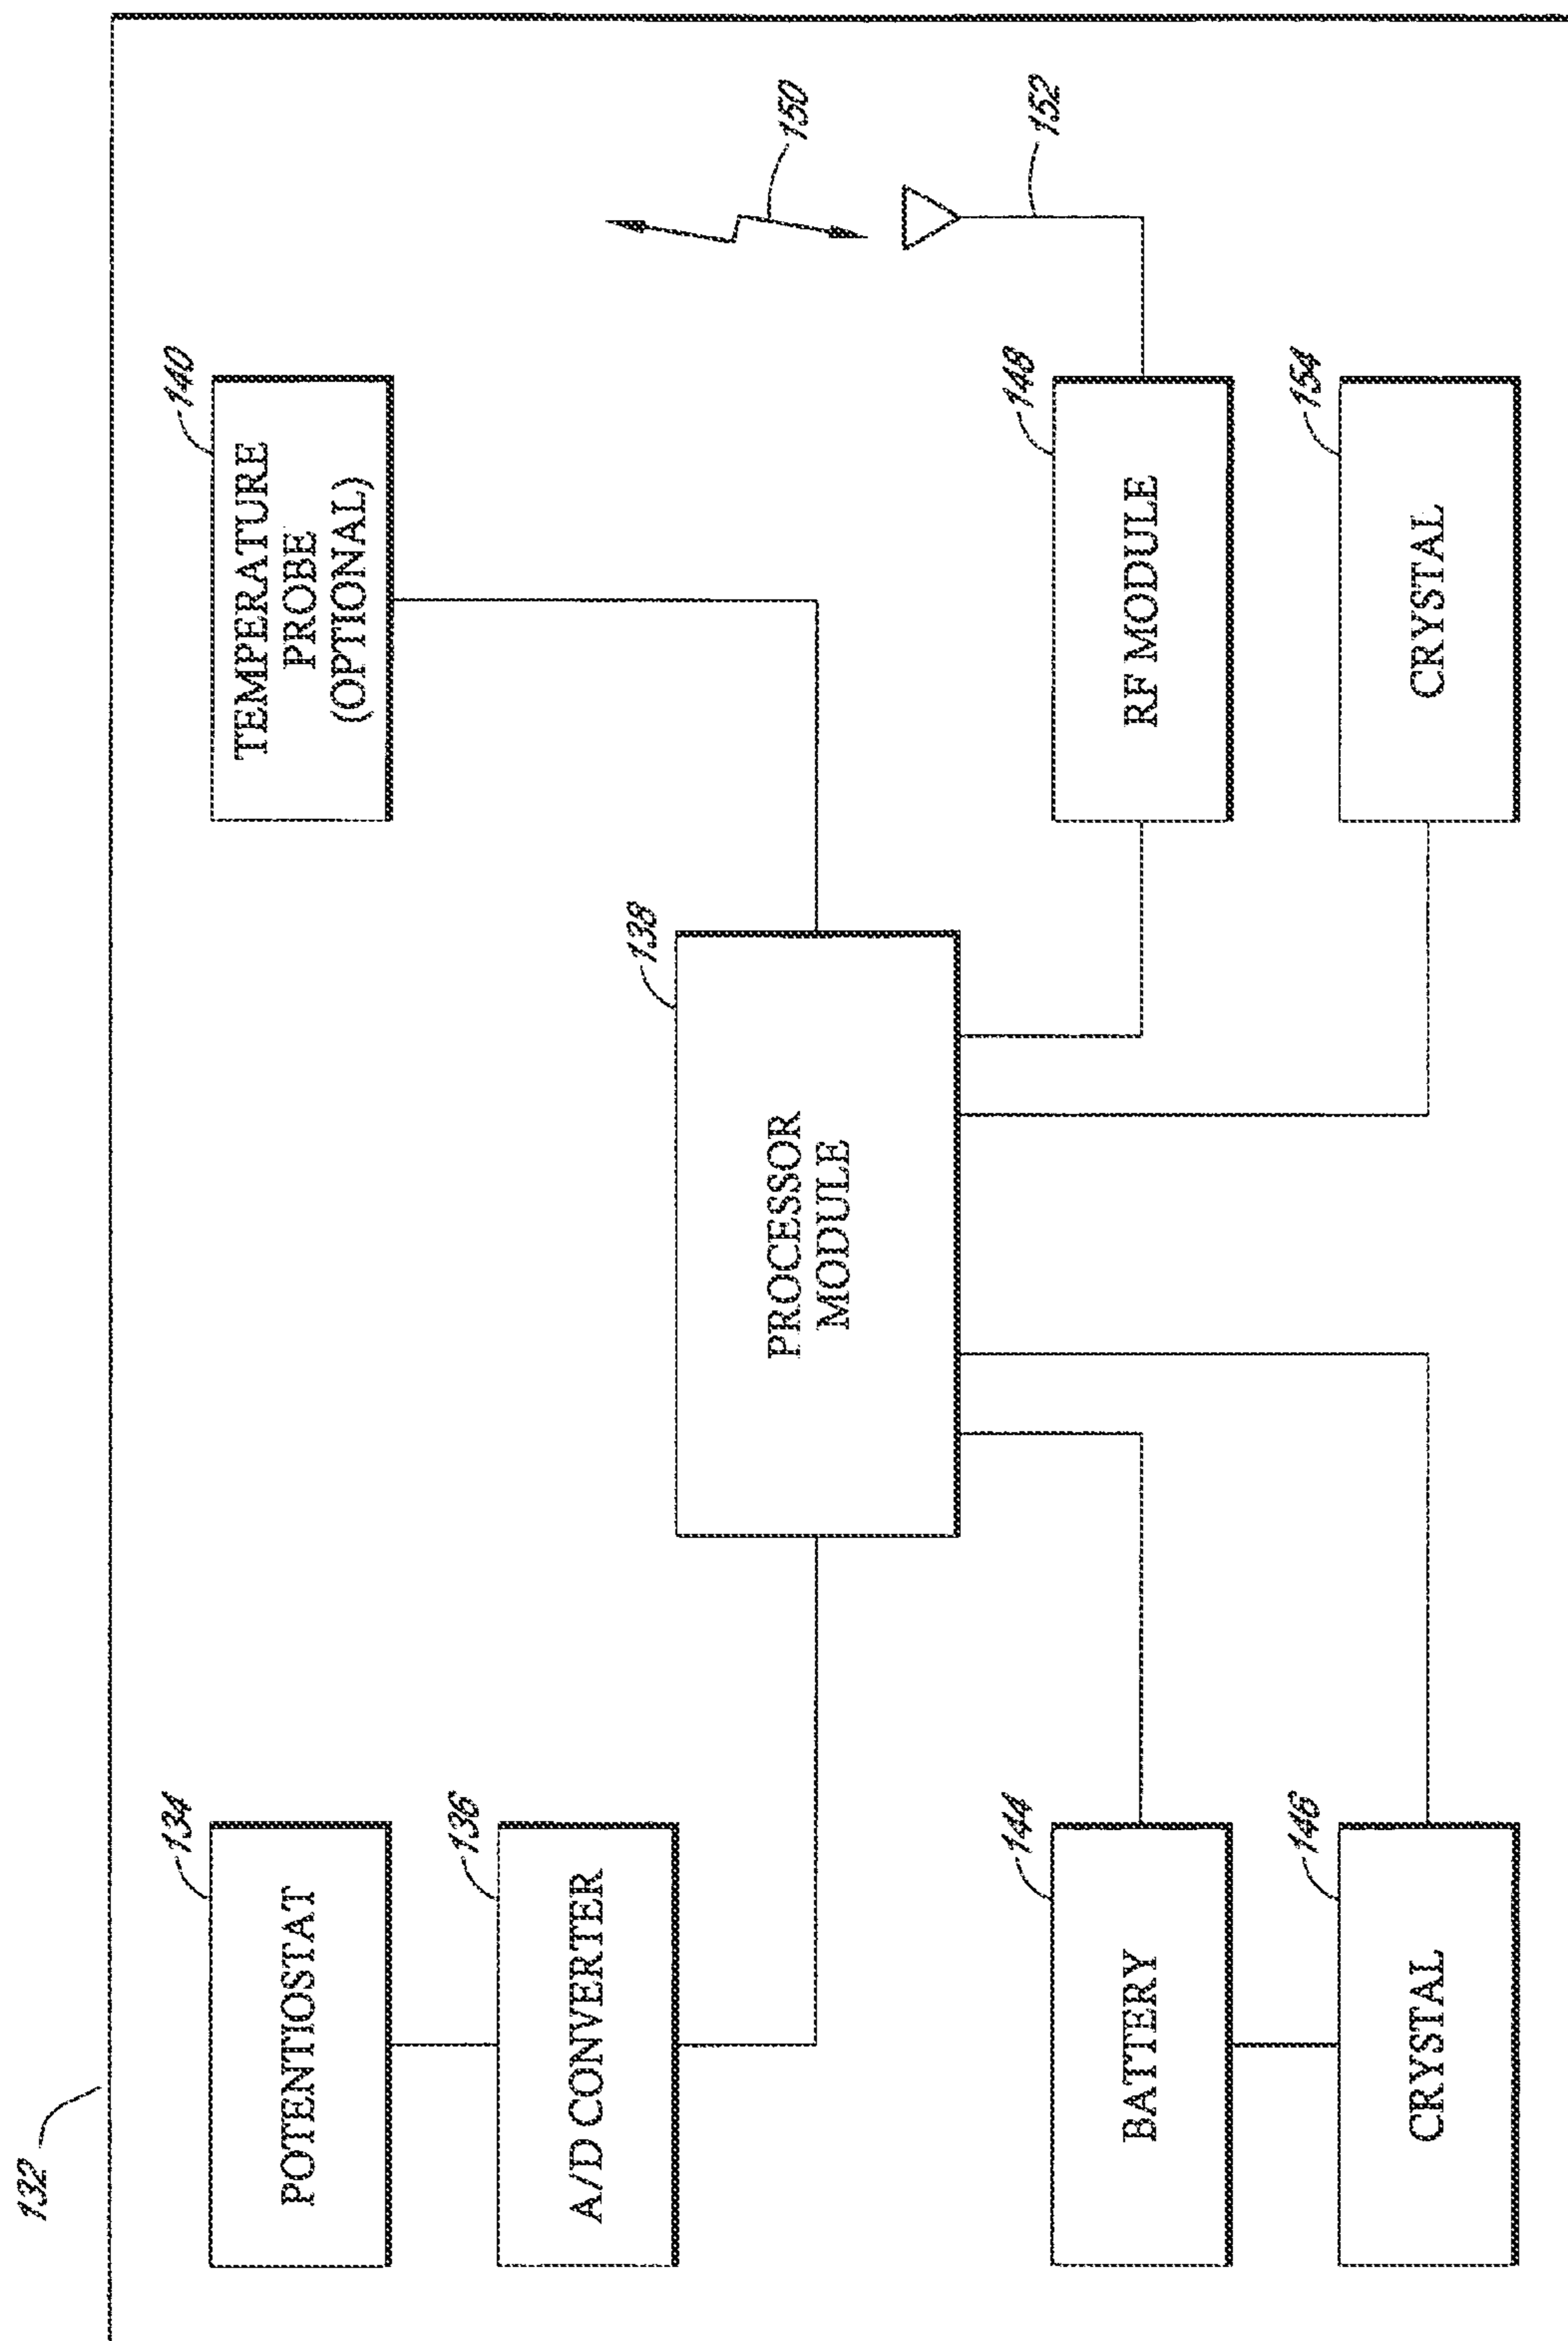 132
134
POTENTIOSTAT
136
A/D CONVERTER
138
PROCESSOR
MODULE
140
TEMPERATURE
PROBE
(OPTIONAL)
144
BATTERY
146
CRYSTAL
148
RF MODULE
150
152
154
CRYSTAL